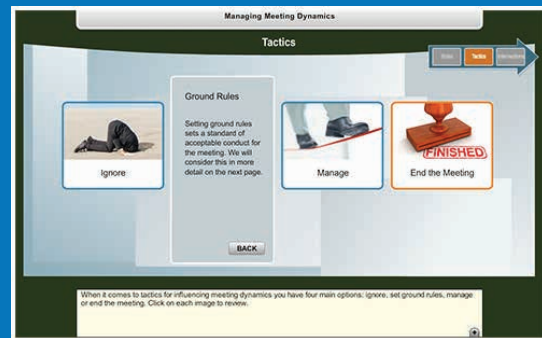 Managing Meeting Dynamics
Tactics
Tactics
Ground Rules
Setting ground rules
sets a standard of
acceptable conduct for
the meeting. We will
consider this in more
detail on the next page.
BACK
Ignore
Manage
FINISHED
End the Meeting
When it comes to tactics for influencing meeting dynamics you have four main options: ignore, set ground rules, manage
or end the meeting. Click on each image to review.